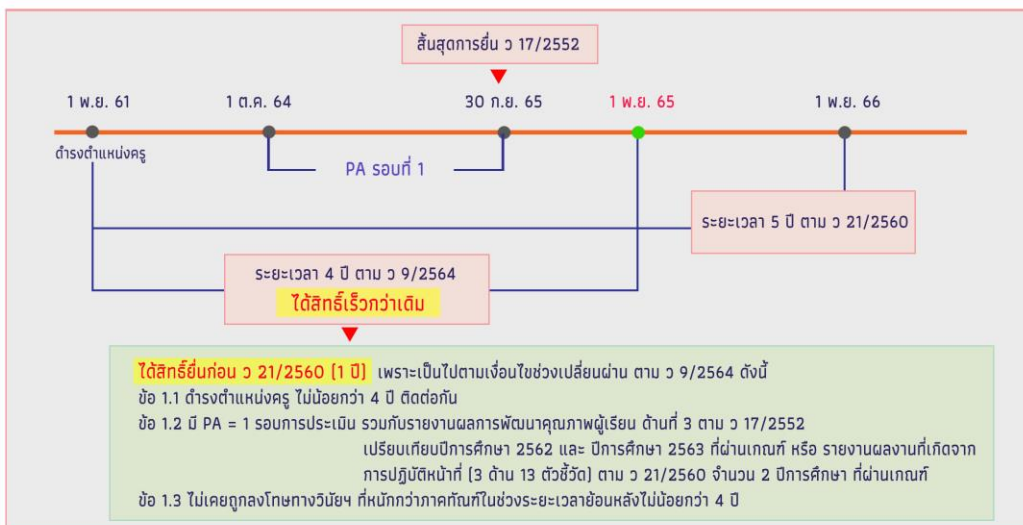 สิ้นสุดการยื่น ว 17/2552
1 พ.ย. 61
1 ต.ค. 64
30 ก.ย. 65
1 พ.ย. 65
1 พ.ย. 66
ดำรงตำแหน่งครู
PA รอบที่ 1
ระยะเวลา 5 ปี ตาม ว 21/2560
ระยะเวลา 4 ปี ตาม ว 9/2564
ได้สิทธิ์เร็วกว่าเดิม
ได้สิทธิ์ยื่นก่อน ว 21/2560 (1 ปี) เพราะเป็นไปตามเงื่อนไขช่วงเปลี่ยนผ่าน ตาม ว 9/2564 ดังนี้
ข้อ 1.1 ดำรงตำแหน่งครู ไม่น้อยกว่า 4 ปี ติดต่อกัน
ข้อ 1.2 มี PA = 1 รอบการประเมิน รวมกับรายงานผลการพัฒนาคุณภาพผู้เรียน ด้านที่ 3 ตาม ว 17/2552
เปรียบเทียบปีการศึกษา 2562 และ ปีการศึกษา 2563 ที่ผ่านเกณฑ์ หรือ รายงานผลงานที่เกิดจาก
การปฏิบัติหน้าที่ (3 ด้าน 13 ตัวชี้วัด) ตาม ว 21/2560 จำนวน 2 ปีการศึกษา ที่ผ่านเกณฑ์
ข้อ 1.3 ไม่เคยถูกลงโทษทางวินัยฯ ที่หนักกว่าภาคทัณฑ์ในช่วงระยะเวลาย้อนหลังไม่น้อยกว่า 4 ปี